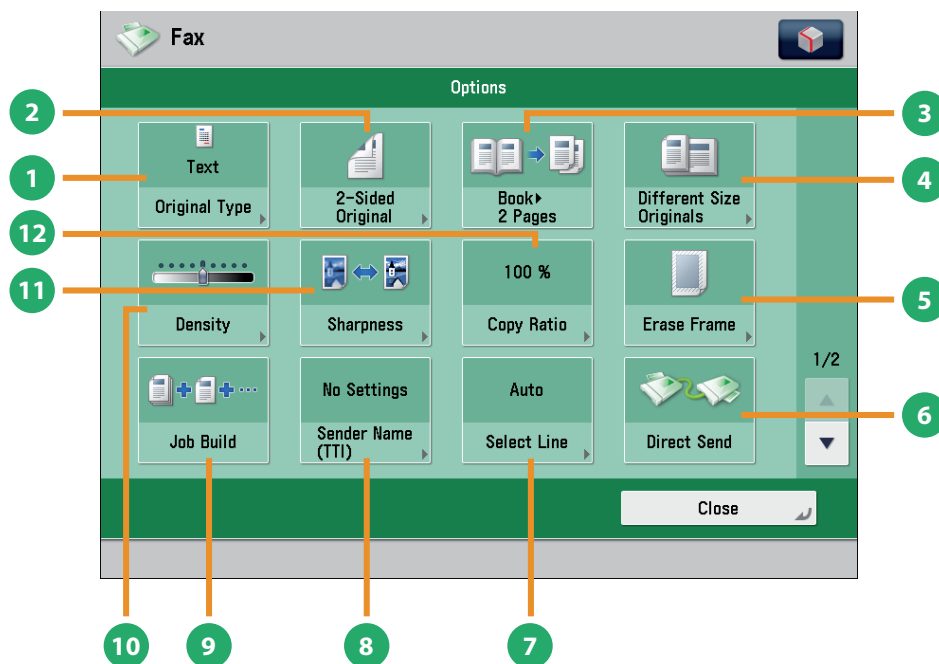 Fax
Options
2
3
1
4
Text
Original Type
2-Sided
Original
Book▸
2 Pages
Different Size
Originals
12
11
5
100 %
Density
Sharpness
Copy Ratio
Erase Frame
1/2
No Settings
Auto
6
Job Build
Sender Name
(TTI)
Select Line
Direct Send
Close
10
9
8
7